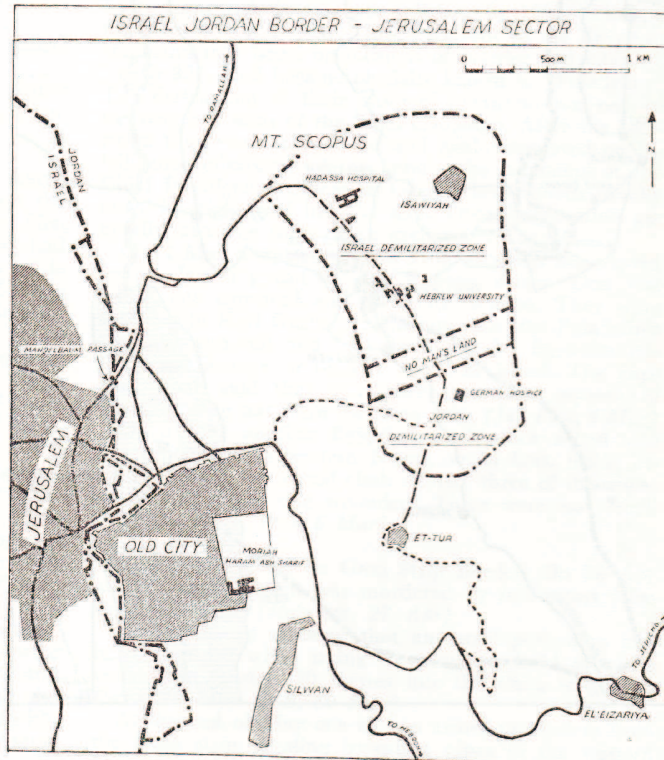 ISRAEL JORDAN BORDER - JERUSALEM SECTOR
0 500m 1 KM
TO RAMALLAH
N
MT. SCOPUS
HADASSA HOSPITAL
ISAWIYAH
JORDAN
ISRAEL
ISRAEL DEMILITARIZED ZONE
HEBREW UNIVERSITY
MANDELBAUM PASSAGE
NO MAN'S LAND
GERMAN HOSPICE
JORDAN
DEMILITARIZED ZONE
JERUSALEM
OLD CITY
ET-TUR
MORIAH
HARAM ASH SHARIF
SILWAN
TO JERICHO
EL'EIZARIYA
TO HEBRON